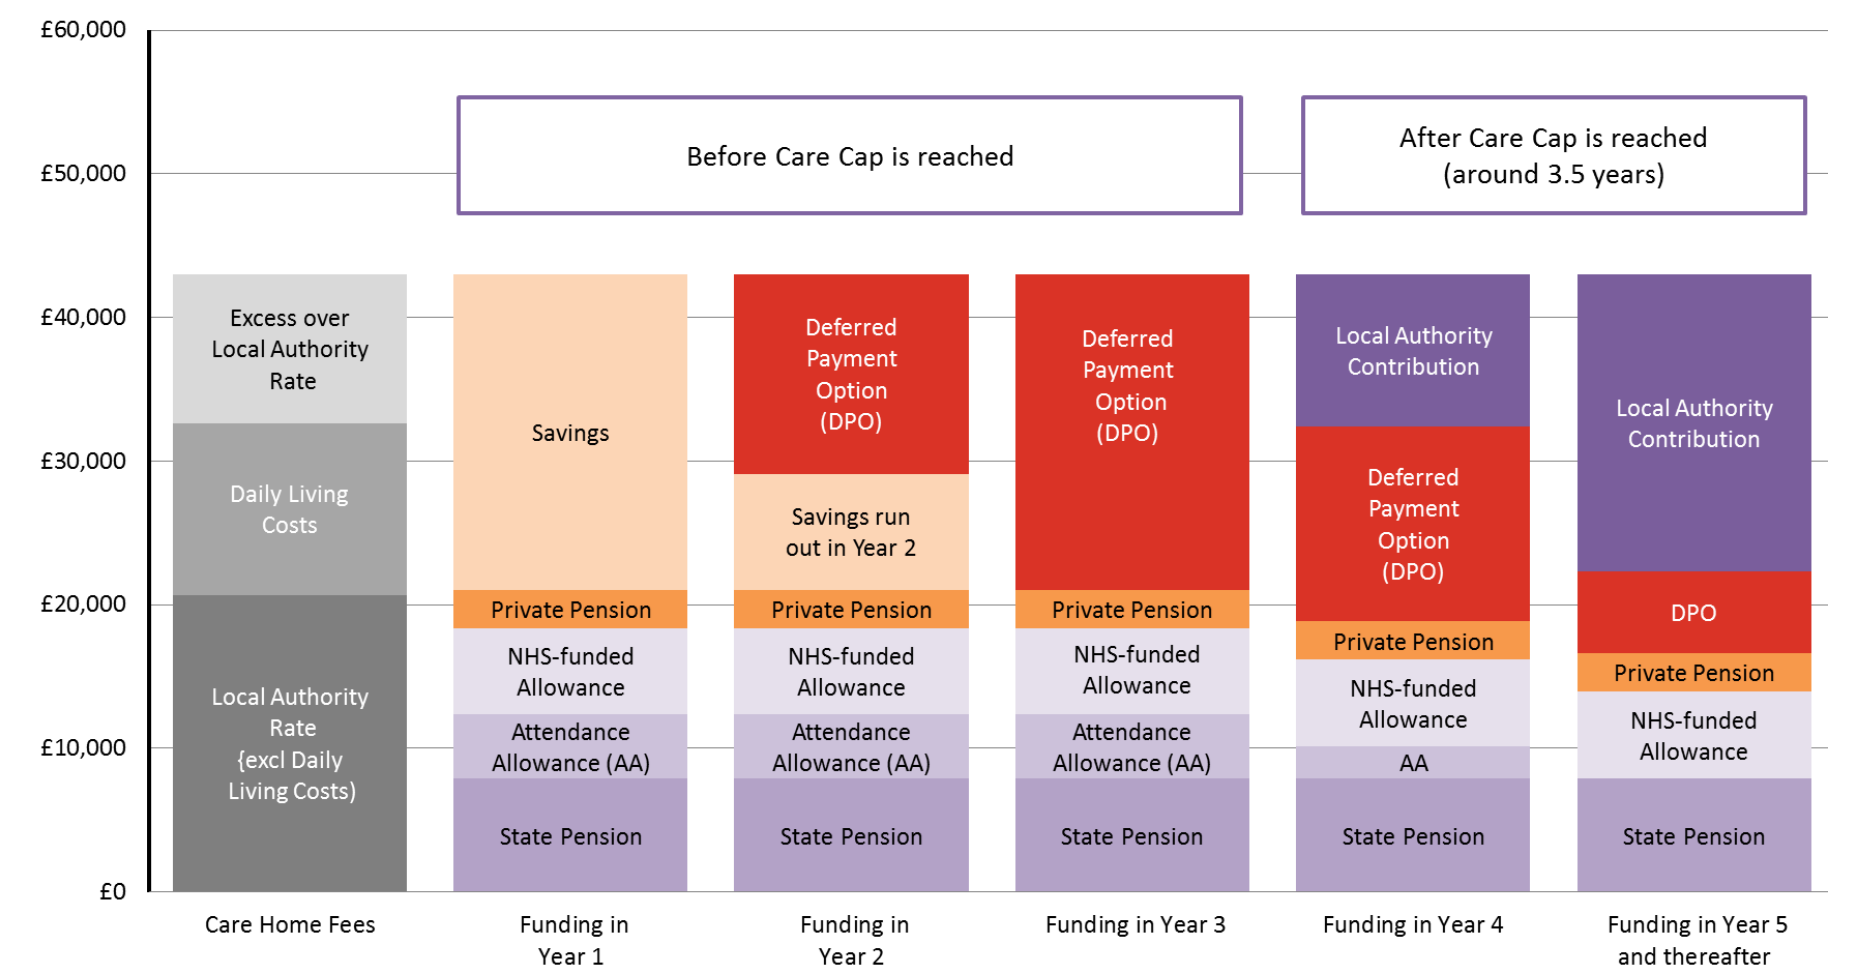 £60,000
£50,000
£40,000
£30,000
£20,000
£10,000
£0
Before Care Cap is reached
After Care Cap is reached
(around 3.5 years)
Excess over
Local Authority
Rate
Daily Living
Costs
Local Authority
Rate
{excl Daily
Living Costs)
Care Home Fees
Savings
Private Pension
NHS-funded
Allowance
Attendance
Allowance (AA)
State Pension
Funding in
Year 1
Deferred
Payment
Option
(DPO)
Savings run
out in Year 2
Private Pension
NHS-funded
Allowance
Attendance
Allowance (AA)
State Pension
Funding in
Year 2
Deferred
Payment
Option
(DPO)
Private Pension
NHS-funded
Allowance
Attendance
Allowance (AA)
State Pension
Funding in Year 3
Local Authority
Contribution
Deferred
Payment
Option
(DPO)
Private Pension
NHS-funded
Allowance
AA
State Pension
Funding in Year 4
Local Authority
Contribution
DPO
Private Pension
NHS-funded
Allowance
State Pension
Funding in Year 5
and thereafter